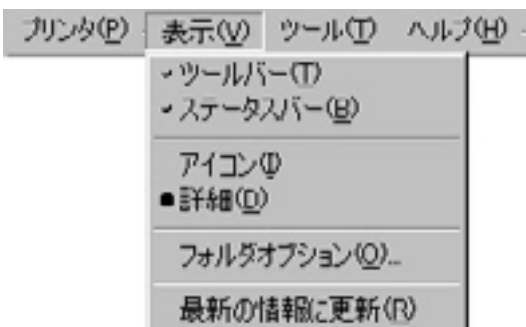 プリンタ(P) 表示(V) ツール(T) ヘルプ(H)
ツールバー(T)
ステータスバー(B)
アイコン(I)
詳細(D)
フォルダオプション(O)...
最新の情報に更新(R)